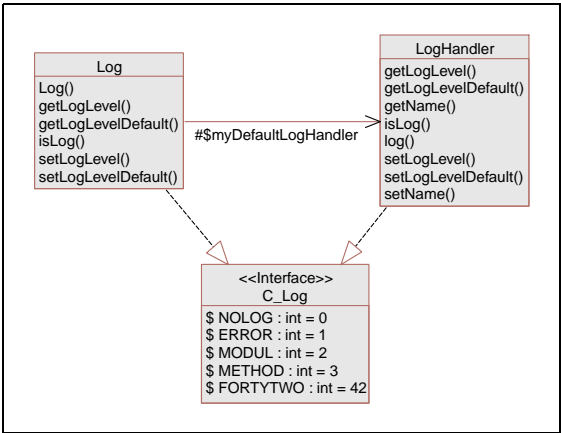 Log
Log()
getLogLevel()
getLogLevelDefault()
isLog()
setLogLevel()
setLogLevelDefault()
#$myDefaultLogHandler
LogHandler
getLogLevel()
getLogLevelDefault()
getName()
isLog()
log()
setLogLevel()
setLogLevelDefault()
setName()
<<Interface>>
C_Log
$ NOLOG : int = 0
$ ERROR : int = 1
$ MODUL : int = 2
$ METHOD : int = 3
$ FORTYTWO : int = 42